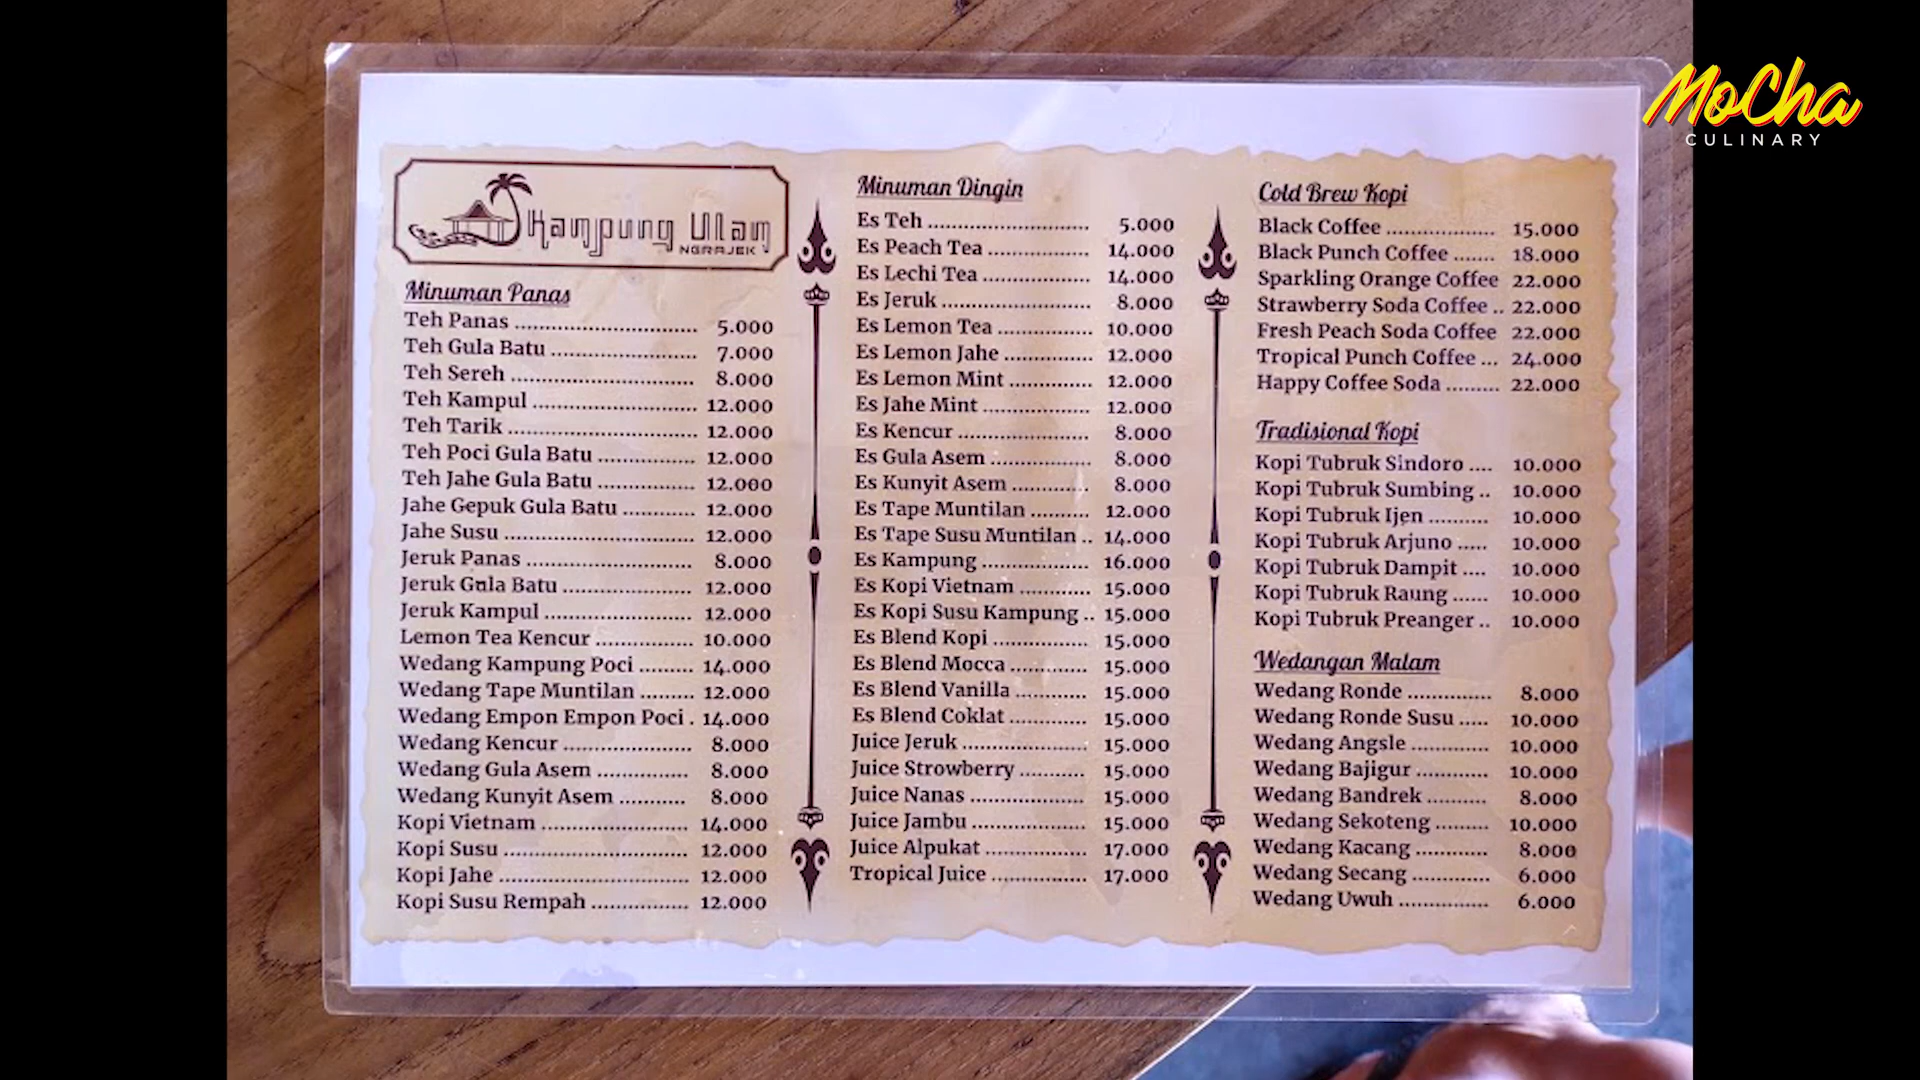 MoCha
CULINARY
Kampung Ulam
NGRAJEK
Minuman Panas
Teh Panas ............................ 5.000
Teh Gula Batu ...................... 7.000
Teh Sereh ............................ 8.000
Teh Kampul ......................... 12.000
Teh Tarik ............................. 12.000
Teh Poci Gula Batu ............... 12.000
Teh Jahe Gula Batu ............... 12.000
Jahe Gepuk Gula Batu ........... 12.000
Jahe Susu ............................. 12.000
Jeruk Panas .......................... 8.000
Jeruk Gula Batu .................... 12.000
Jeruk Kampul ....................... 12.000
Lemon Tea Kencur ............... 10.000
Wedang Kampung Poci ........ 14.000
Wedang Tape Muntilan ......... 12.000
Wedang Empon Empon Poci . 14.000
Wedang Kencur .................... 8.000
Wedang Gula Asem .............. 8.000
Wedang Kunyit Asem .......... 8.000
Kopi Vietnam ....................... 14.000
Kopi Susu ............................ 12.000
Kopi Jahe ............................. 12.000
Kopi Susu Rempah ............... 12.000
Minuman Dingin
Es Teh ......................... 5.000
Es Peach Tea ................ 14.000
Es Lechi Tea ................. 14.000
Es Jeruk ....................... 8.000
Es Lemon Tea ............... 10.000
Es Lemon Jahe .............. 12.000
Es Lemon Mint ............. 12.000
Es Jahe Mint ................. 12.000
Es Kencur .................... 8.000
Es Gula Asem ................ 8.000
Es Kunyit Asem ............ 8.000
Es Tape Muntilan .......... 12.000
Es Tape Susu Muntilan .. 14.000
Es Kampung ................. 16.000
Es Kopi Vietnam ........... 15.000
Es Kopi Susu Kampung .. 15.000
Es Blend Kopi ............... 15.000
Es Blend Mocca ............ 15.000
Es Blend Vanilla ........... 15.000
Es Blend Coklat ............ 15.000
Juice Jeruk ................... 15.000
Juice Strowberry .......... 15.000
Juice Nanas .................. 15.000
Juice Jambu .................. 15.000
Juice Alpukat ................ 17.000
Tropical Juice ............... 17.000
Cold Brew Kopi
Black Coffee .................. 15.000
Black Punch Coffee ....... 18.000
Sparkling Orange Coffee 22.000
Strawberry Soda Coffee .. 22.000
Fresh Peach Soda Coffee 22.000
Tropical Punch Coffee ... 24.000
Happy Coffee Soda ......... 22.000
Tradisional Kopi
Kopi Tubruk Sindoro .... 10.000
Kopi Tubruk Sumbing .. 10.000
Kopi Tubruk Ijen .......... 10.000
Kopi Tubruk Arjuno ..... 10.000
Kopi Tubruk Dampit .... 10.000
Kopi Tubruk Raung ...... 10.000
Kopi Tubruk Preanger .. 10.000
Wedangan Malam
Wedang Ronde .............. 8.000
Wedang Ronde Susu ..... 10.000
Wedang Angsle ............. 10.000
Wedang Bajigur ............ 10.000
Wedang Bandrek .......... 8.000
Wedang Sekoteng ......... 10.000
Wedang Kacang ............ 8.000
Wedang Secang ............. 6.000
Wedang Uwuh ............... 6.000